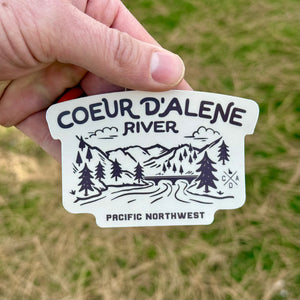 COEUR D'ALENE
RIVER
C D A
PACIFIC NORTHWEST